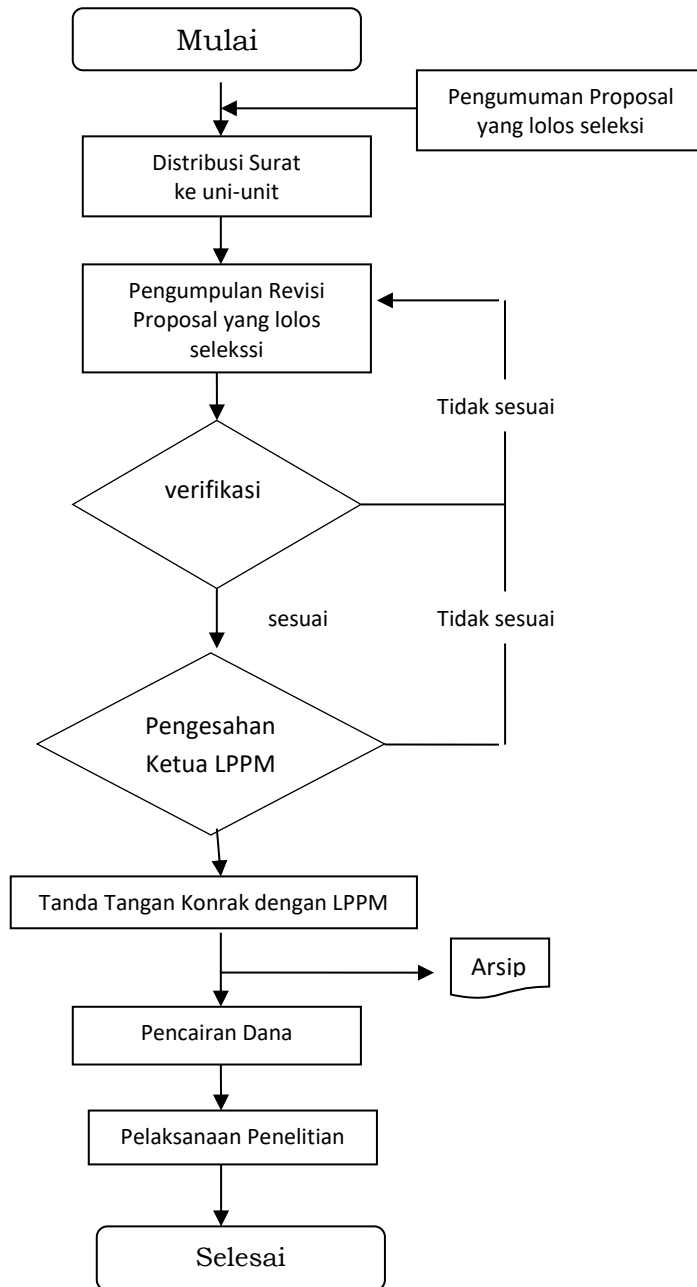 Mulai
Pengumuman Proposal
yang lolos seleksi
Distribusi Surat
ke uni-unit
Pengumpulan Revisi
Proposal yang lolos
selekssi
Tidak sesuai
verifikasi
sesuai
Tidak sesuai
Pengesahan
Ketua LPPM
Tanda Tangan Konrak dengan LPPM
Arsip
Pencairan Dana
Pelaksanaan Penelitian
Selesai